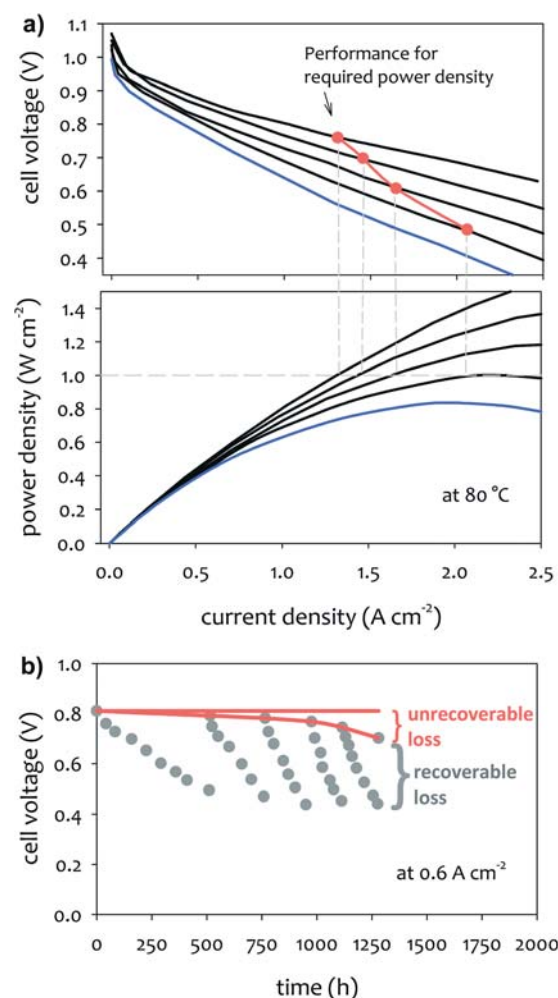 a)
1.1
1.0
0.9
0.8
0.7
0.6
0.5
0.4
cell voltage (V)
Performance for
required power density
1.4
1.2
1.0
0.8
0.6
0.4
0.2
0.0
power density (W cm⁻²)
at 80 °C
0.0 0.5 1.0 1.5 2.0 2.5
current density (A cm⁻²)
b)
1.0
0.8
0.6
0.4
0.2
0.0
cell voltage (V)
unrecoverable
loss
recoverable
loss
at 0.6 A cm⁻²
0 250 500 750 1000 1250 1500 1750 2000
time (h)